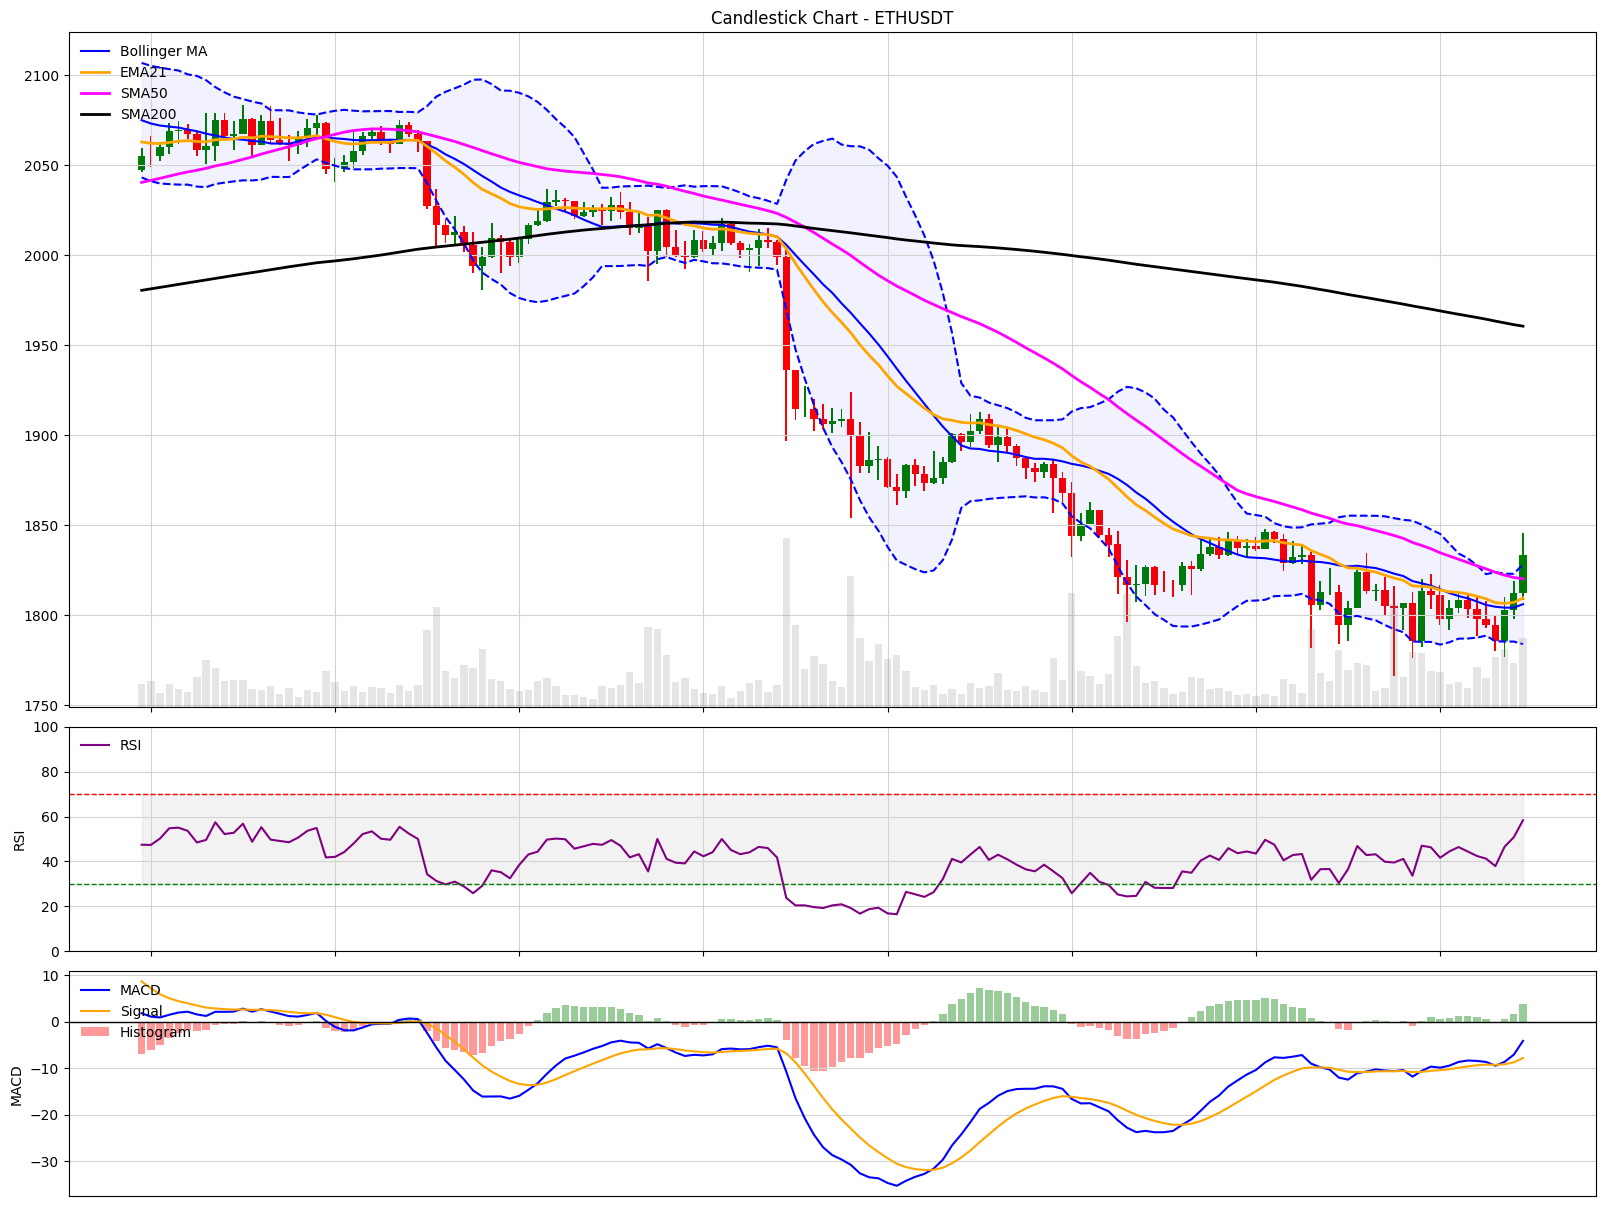 Candlestick Chart - ETHUSDT
Bollinger MA
EMA21
SMA50
SMA200
2100
2050
2000
1950
1900
1850
1800
1750
RSI
100
80
60
40
20
0
RSI
MACD
Signal
Histogram
10
0
−10
−20
−30
MACD